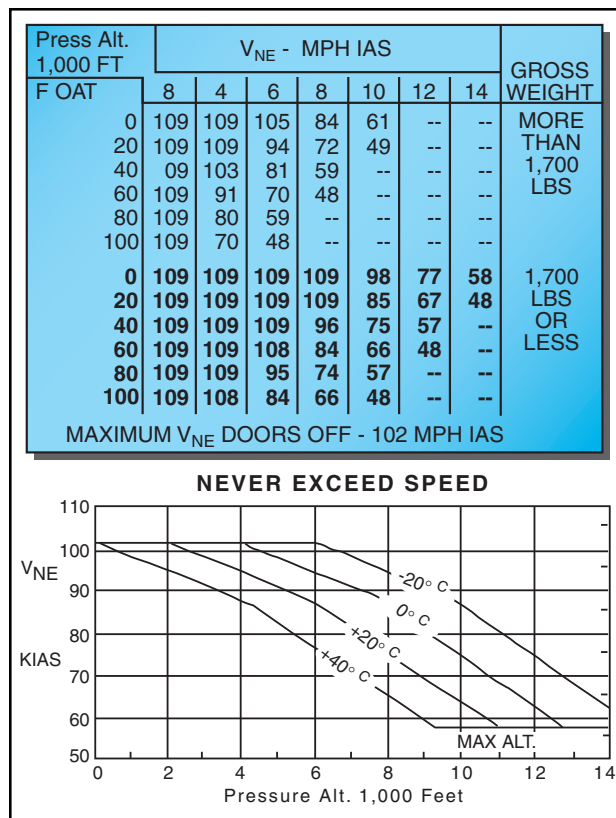 Press Alt.
1,000 FT
V NE - MPH IAS
GROSS
WEIGHT
F OAT 8 4 6 8 10 12 14
0 109 109 105 84 61 -- --
20 109 109 94 72 49 -- --
40 09 103 81 59 -- -- --
60 109 91 70 48 -- -- --
80 109 80 59 -- -- -- --
100 109 70 48 -- -- -- --
MORE
THAN
1,700
LBS
0 109 109 109 109 98 77 58
20 109 109 109 109 85 67 48
40 109 109 109 96 75 57 --
60 109 109 108 84 66 48 --
80 109 109 95 74 57 -- --
100 109 108 84 66 48 -- --
1,700
LBS
OR
LESS
MAXIMUM V NE DOORS OFF - 102 MPH IAS
NEVER EXCEED SPEED
110
100
90
80
70
60
50
V NE
KIAS
-20° C
0° C
+20° C
+40° C
MAX ALT.
0 2 4 6 8 10 12 14
Pressure Alt. 1,000 Feet